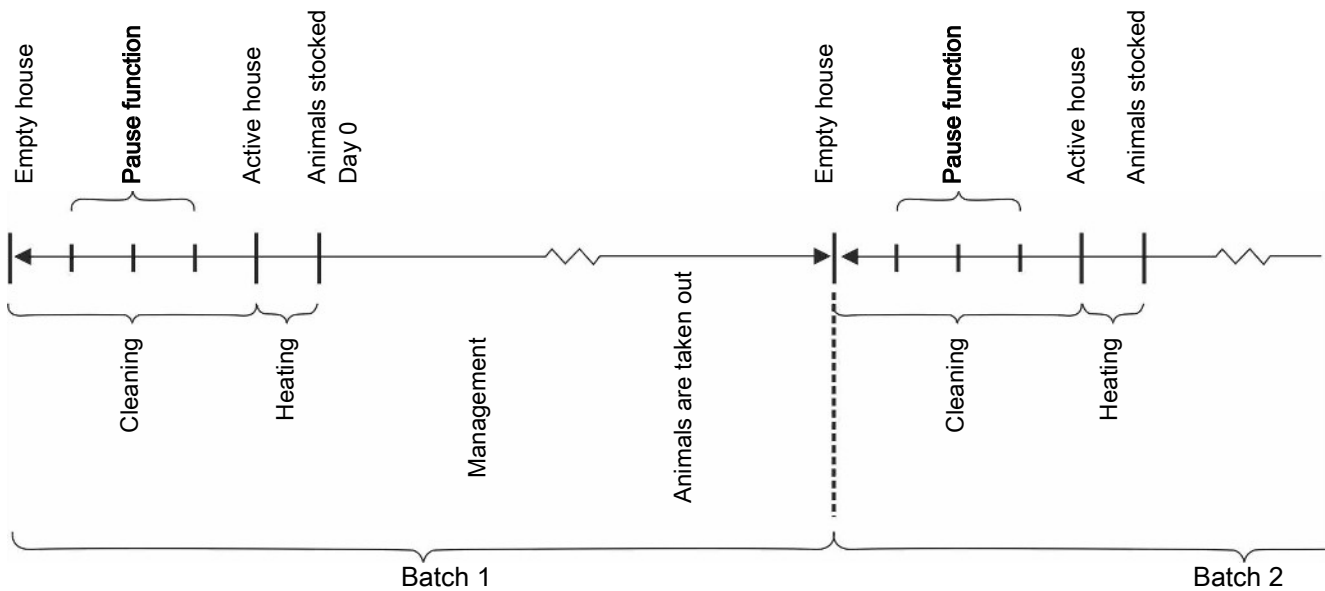 Empty house
Pause function
Active house
Animals stocked
Day 0
Empty house
Pause function
Active house
Animals stocked
Cleaning
Heating
Management
Animals are taken out
Cleaning
Heating
Batch 1
Batch 2